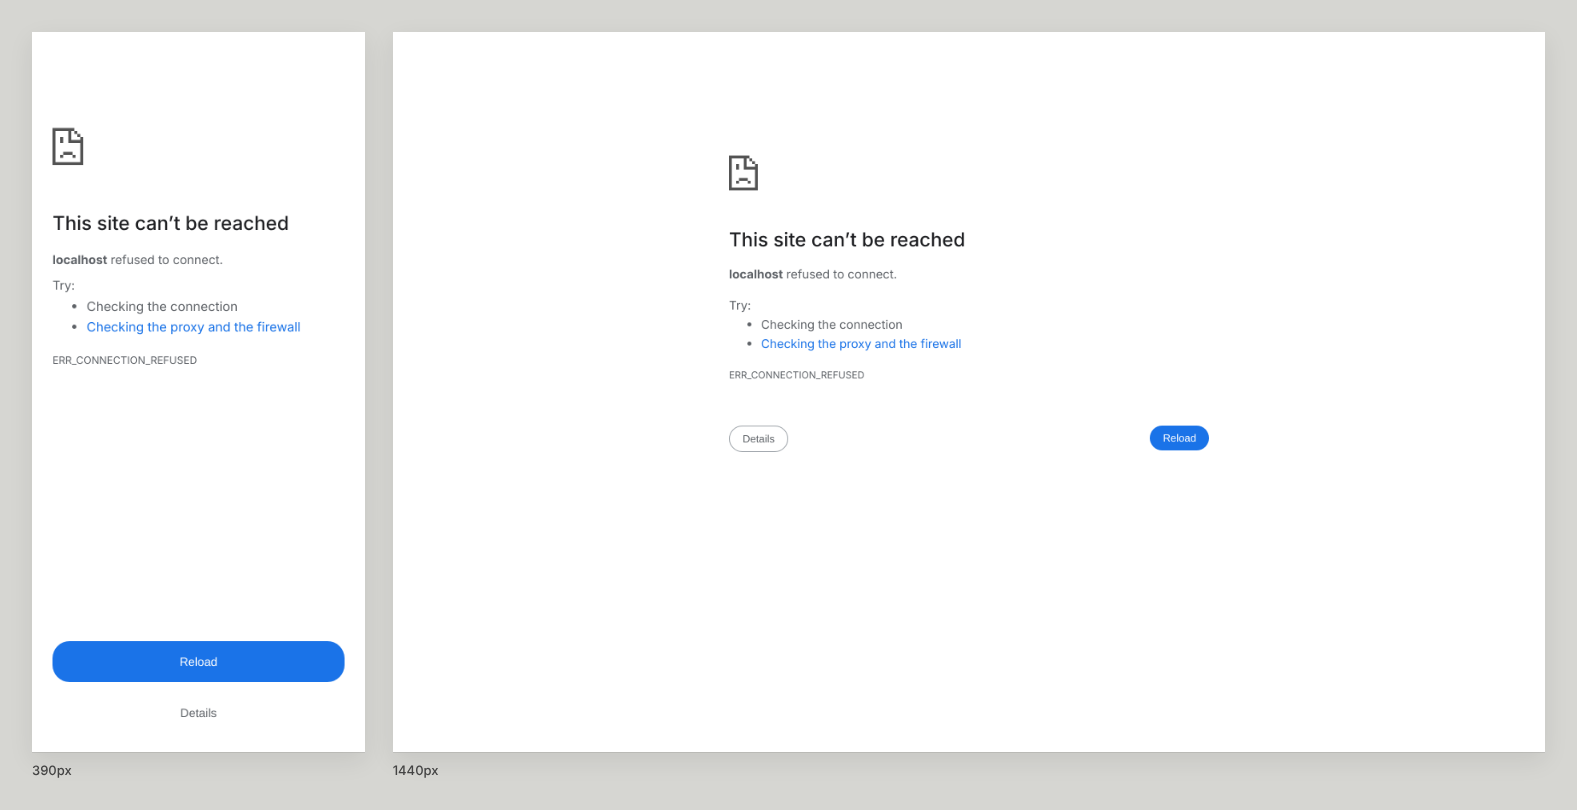 This site can’t be reached
localhost refused to connect.
Try:
• Checking the connection
• Checking the proxy and the firewall
ERR_CONNECTION_REFUSED
Reload
Details
390px
This site can’t be reached
localhost refused to connect.
Try:
• Checking the connection
• Checking the proxy and the firewall
ERR_CONNECTION_REFUSED
Details
Reload
1440px